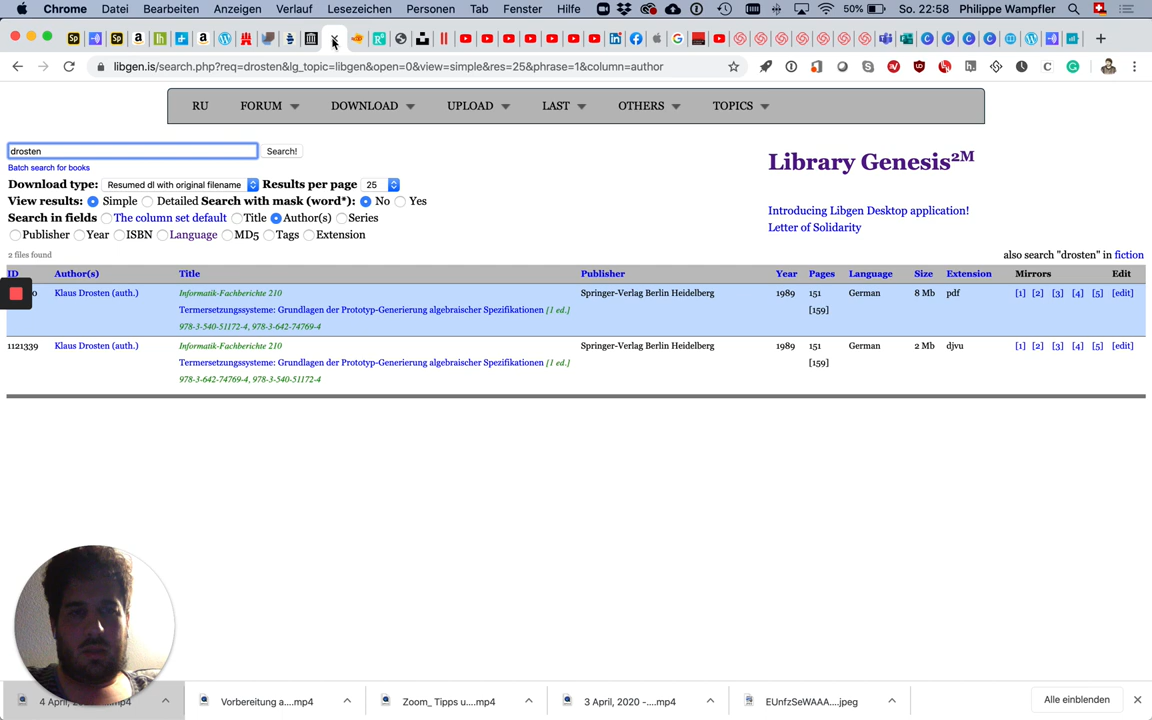 Chrome Datei Bearbeiten Anzeigen Verlauf Lesezeichen Personen Tab Fenster Hilfe 50% So. 22:58 Philippe Wampfler
libgen.is/search.php?req=drosten&lg_topic=libgen&open=0&view=simple&res=25&phrase=1&column=author
RU FORUM DOWNLOAD UPLOAD LAST OTHERS TOPICS
drosten Search!
Batch search for books
Library Genesis2M
Download type: Resumed dl with original filename Results per page 25
View results: Simple Detailed Search with mask (word*): No Yes
Search in fields The column set default Title Author(s) Series
Introducing Libgen Desktop application!
Publisher Year ISBN Language MD5 Tags Extension
Letter of Solidarity
2 files found
also search "drosten" in fiction
ID Author(s) Title Publisher Year Pages Language Size Extension Mirrors Edit
Klaus Drosten (auth.) Informatik-Fachberichte 210 Springer-Verlag Berlin Heidelberg 1989 151 German 8 Mb pdf [1] [2] [3] [4] [5] [edit]
Termersetzungssysteme: Grundlagen der Prototyp-Generierung algebraischer Spezifikationen [1 ed.] [159]
978-3-540-51172-4, 978-3-642-74769-4
1121339 Klaus Drosten (auth.) Informatik-Fachberichte 210 Springer-Verlag Berlin Heidelberg 1989 151 German 2 Mb djvu [1] [2] [3] [4] [5] [edit]
Termersetzungssysteme: Grundlagen der Prototyp-Generierung algebraischer Spezifikationen [1 ed.] [159]
978-3-642-74769-4, 978-3-540-51172-4
4 April, Vorbereitung a....mp4 Zoom_ Tipps u....mp4 3 April, 2020 -....mp4 EUnfzSeWAAA....jpeg Alle einblenden